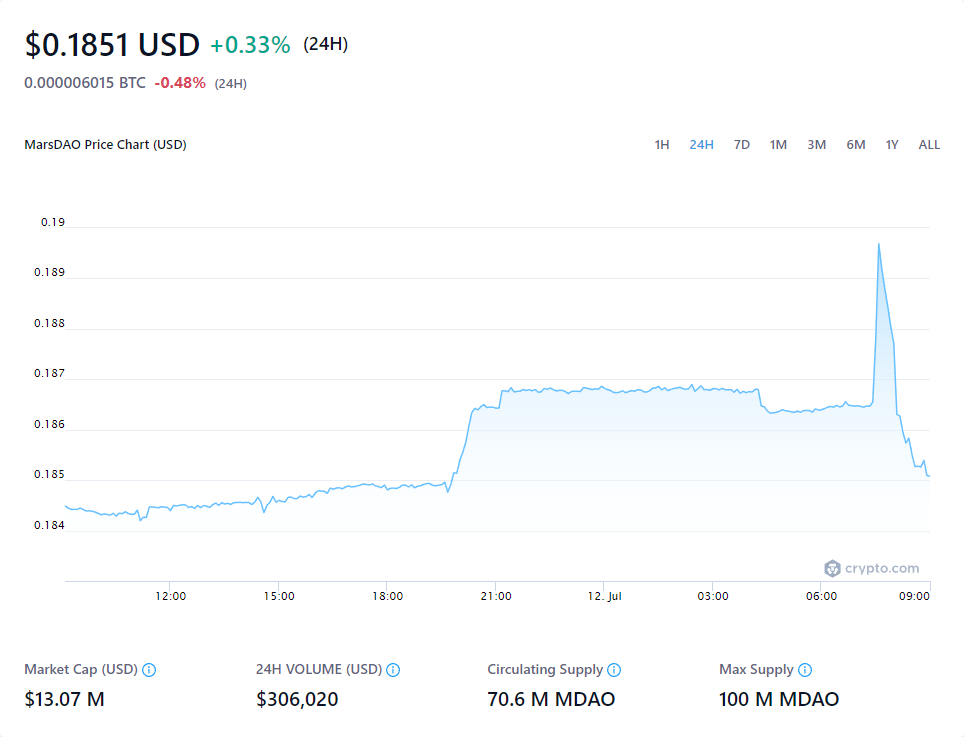 $0.1851 USD +0.33% (24H)
0.000006015 BTC -0.48% (24H)
MarsDAO Price Chart (USD) 1H 24H 7D 1M 3M 6M 1Y ALL
0.19
0.189
0.188
0.187
0.186
0.185
0.184
crypto.com
12:00 15:00 18:00 21:00 12. Jul 03:00 06:00 09:00
Market Cap (USD) 24H VOLUME (USD) Circulating Supply Max Supply
$13.07 M $306,020 70.6 M MDAO 100 M MDAO